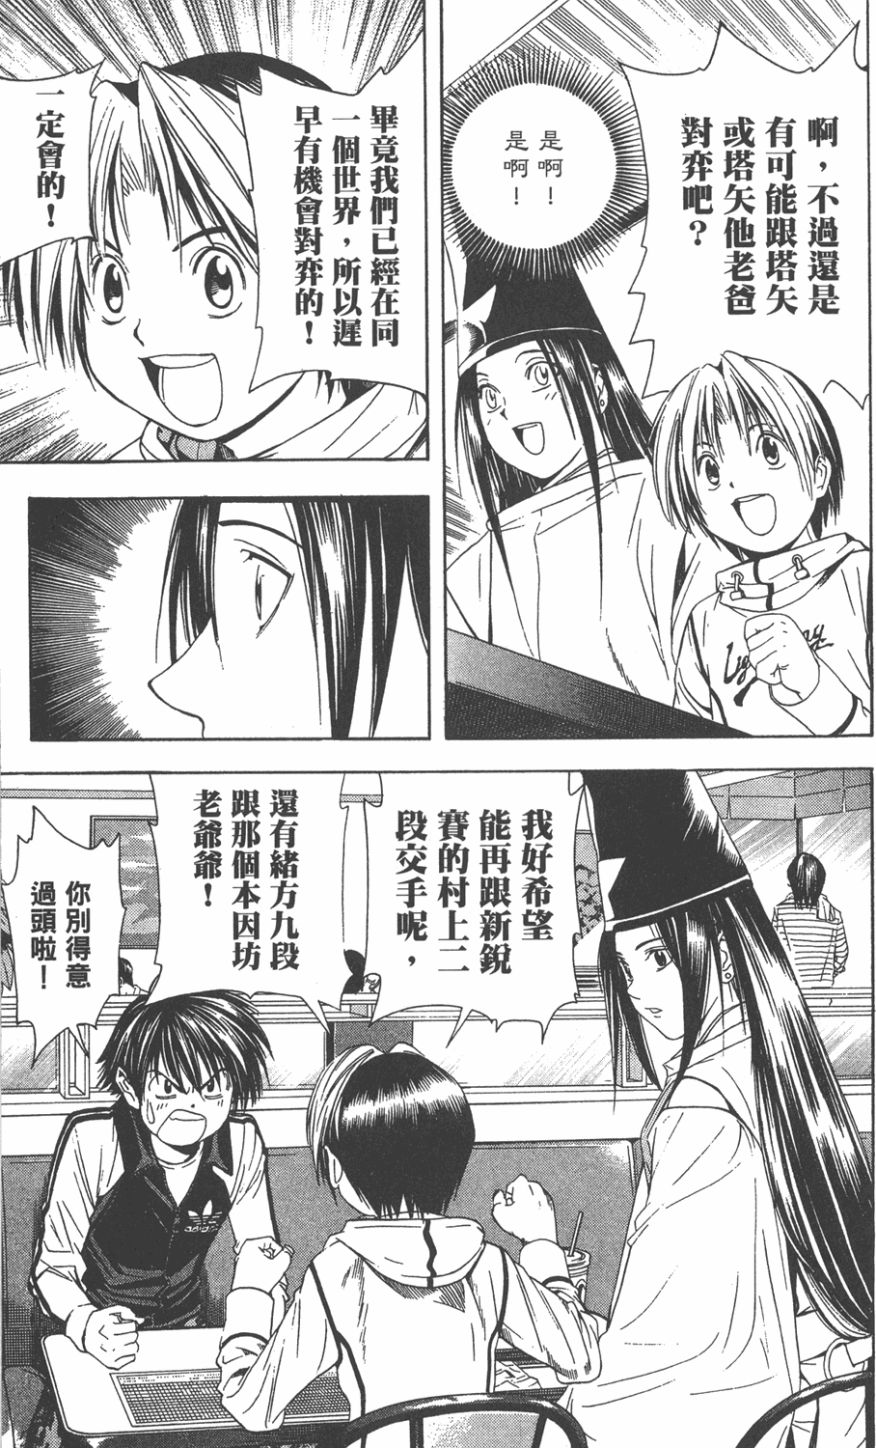 啊，不過還是
有可能跟塔矢
或塔矢他老爸
對弈吧？
是啊！
是啊！
畢竟我們已經在同
一個世界，所以遲
早有機會對弈的！
一定會的！
我好希望
能再跟新銳
賽的村上二
段交手呢，
還有緒方九段
跟那個本因坊
老爺爺！
你別得意
過頭啦！
adidas